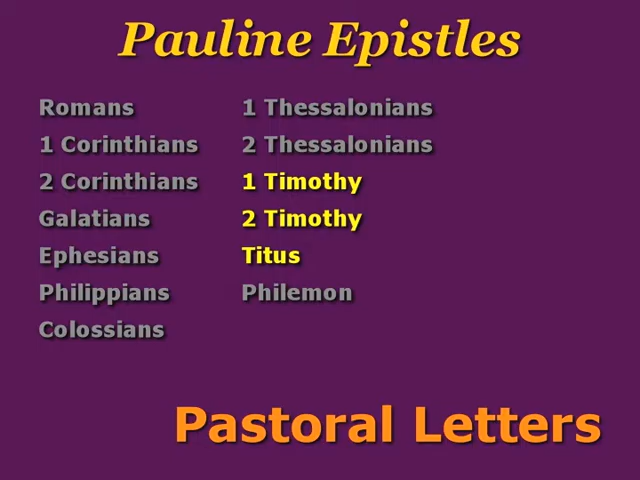 Pauline Epistles
Romans
1 Corinthians
2 Corinthians
Galatians
Ephesians
Philippians
Colossians
1 Thessalonians
2 Thessalonians
1 Timothy
2 Timothy
Titus
Philemon
Pastoral Letters